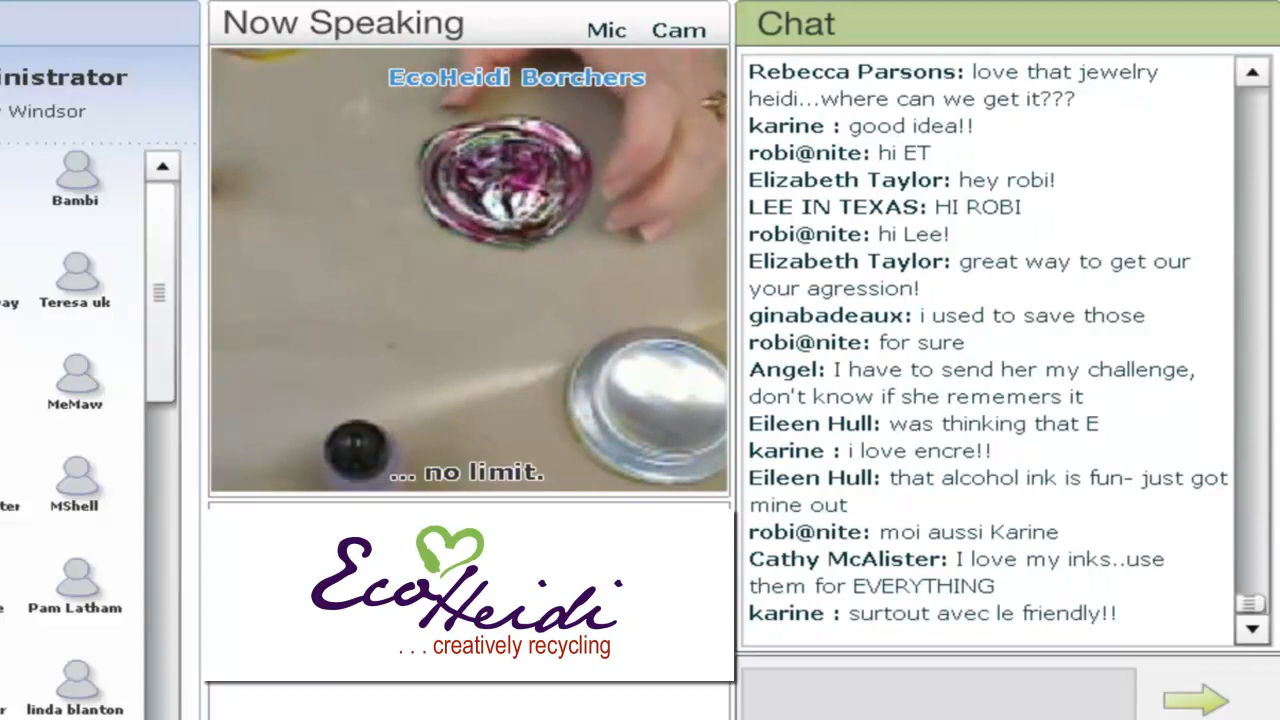 inistrator
Windsor
Bambi
ay
Teresa uk
MeMaw
ter
MShell
e
Pam Latham
r
linda blanton
Now Speaking
Mic
Cam
EcoHeidi Borchers
... no limit.
EcoHeidi
. . . creatively recycling
Chat
Rebecca Parsons: love that jewelry
heidi...where can we get it???
karine : good idea!!
robi@nite: hi ET
Elizabeth Taylor: hey robi!
LEE IN TEXAS: HI ROBI
robi@nite: hi Lee!
Elizabeth Taylor: great way to get our
your agression!
ginabadeaux: i used to save those
robi@nite: for sure
Angel: I have to send her my challenge,
don't know if she rememers it
Eileen Hull: was thinking that E
karine : i love encre!!
Eileen Hull: that alcohol ink is fun- just got
mine out
robi@nite: moi aussi Karine
Cathy McAlister: I love my inks..use
them for EVERYTHING
karine : surtout avec le friendly!!